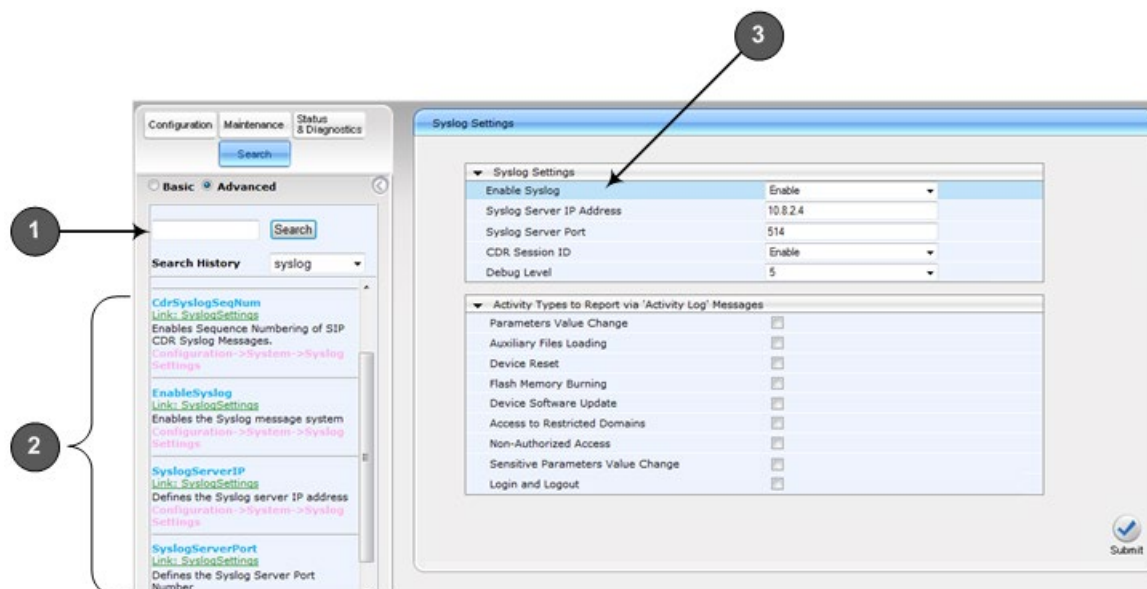 3
Configuration Maintenance Status & Diagnostics
Search
Basic Advanced
1
Search
Search History syslog
2
CdrSyslogSeqNum
Link: SyslogSettings
Enables Sequence Numbering of SIP
CDR Syslog Messages.
Configuration->System->Syslog
Settings
EnableSyslog
Link: SyslogSettings
Enables the Syslog message system
Configuration->System->Syslog
Settings
SyslogServerIP
Link: SyslogSettings
Defines the Syslog server IP address
Configuration->System->Syslog
Settings
SyslogServerPort
Link: SyslogSettings
Defines the Syslog Server Port
Number
Syslog Settings
Syslog Settings
Enable Syslog Enable
Syslog Server IP Address 10.8.2.4
Syslog Server Port 514
CDR Session ID Enable
Debug Level 5
Activity Types to Report via 'Activity Log' Messages
Parameters Value Change
Auxiliary Files Loading
Device Reset
Flash Memory Burning
Device Software Update
Access to Restricted Domains
Non-Authorized Access
Sensitive Parameters Value Change
Login and Logout
Submit